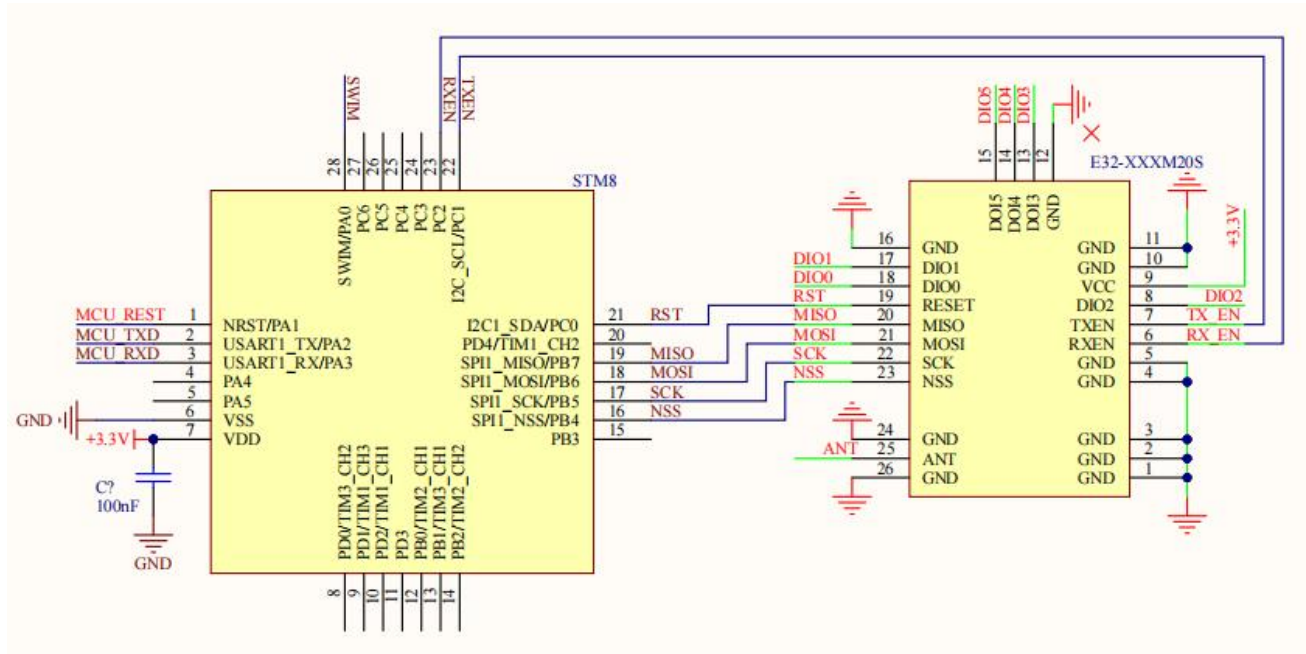 SWIM
RXEN
TXEN
28
27
26
25
24
23
22
STM8
SWIM/PA0
PC6
PC5
PC4
PC3
PC2
I2C_SCL/PC1
MCU_REST 1 NRST/PA1
MCU_TXD 2 USART1_TX/PA2
MCU_RXD 3 USART1_RX/PA3
4 PA4
5 PA5
GND 6 VSS
+3.3V 7 VDD
C?
100nF
GND
I2C1_SDA/PC0 21 RST
PD4/TIM1_CH2 20
SPI1_MISO/PB7 19 MISO
SPI1_MOSI/PB6 18 MOSI
SPI1_SCK/PB5 17 SCK
SPI1_NSS/PB4 16 NSS
PB3 15
PD0/TIM3_CH2
PD1/TIM1_CH3
PD2/TIM1_CH1
PD3
PB0/TIM2_CH1
PB1/TIM3_CH1
PB2/TIM2_CH2
8
9
10
11
12
13
14
DIO5
DIO4
DIO3
15
14
13
12
E32-XXXM20S
DOI5
DOI4
DOI3
GND
16 GND
DIO1 17 DIO1
DIO0 18 DIO0
RST 19 RESET
MISO 20 MISO
MOSI 21 MOSI
SCK 22 SCK
NSS 23 NSS
24 GND
ANT 25 ANT
26 GND
+3.3V
GND 11
GND 10
VCC 9
DIO2 8 DIO2
TXEN 7 TX_EN
RXEN 6 RX_EN
GND 5
GND 4
GND 3
GND 2
GND 1